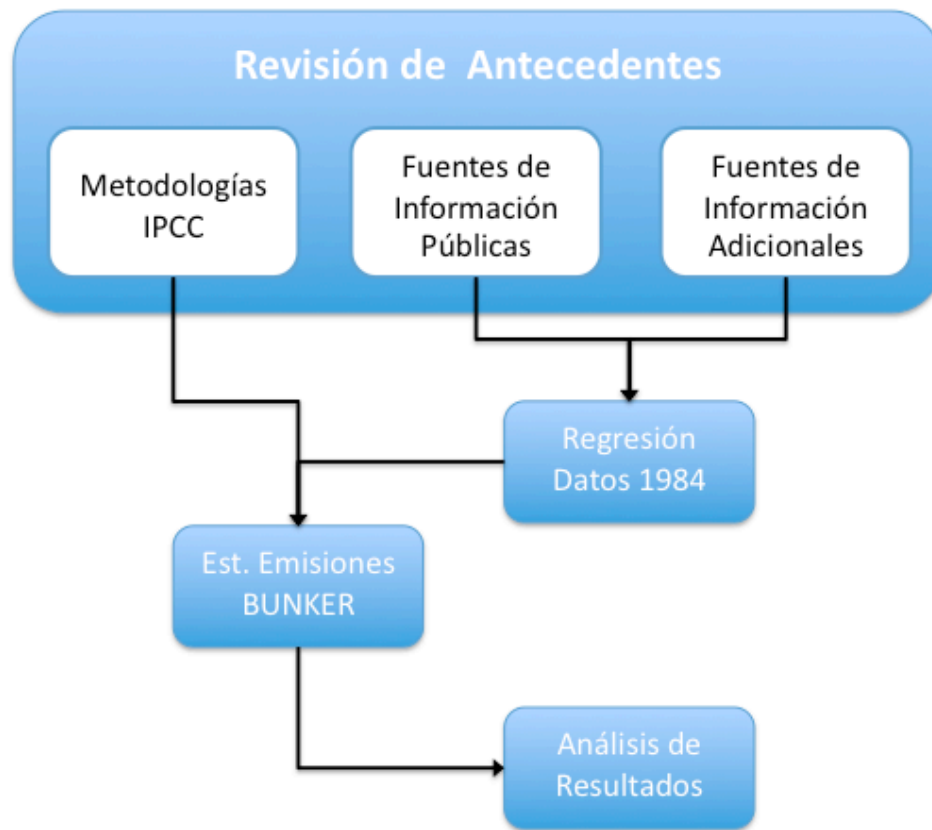 Revisión de Antecedentes
Metodologías
IPCC
Fuentes de
Información
Públicas
Fuentes de
Información
Adicionales
Regresión
Datos 1984
Est. Emisiones
BUNKER
Análisis de
Resultados